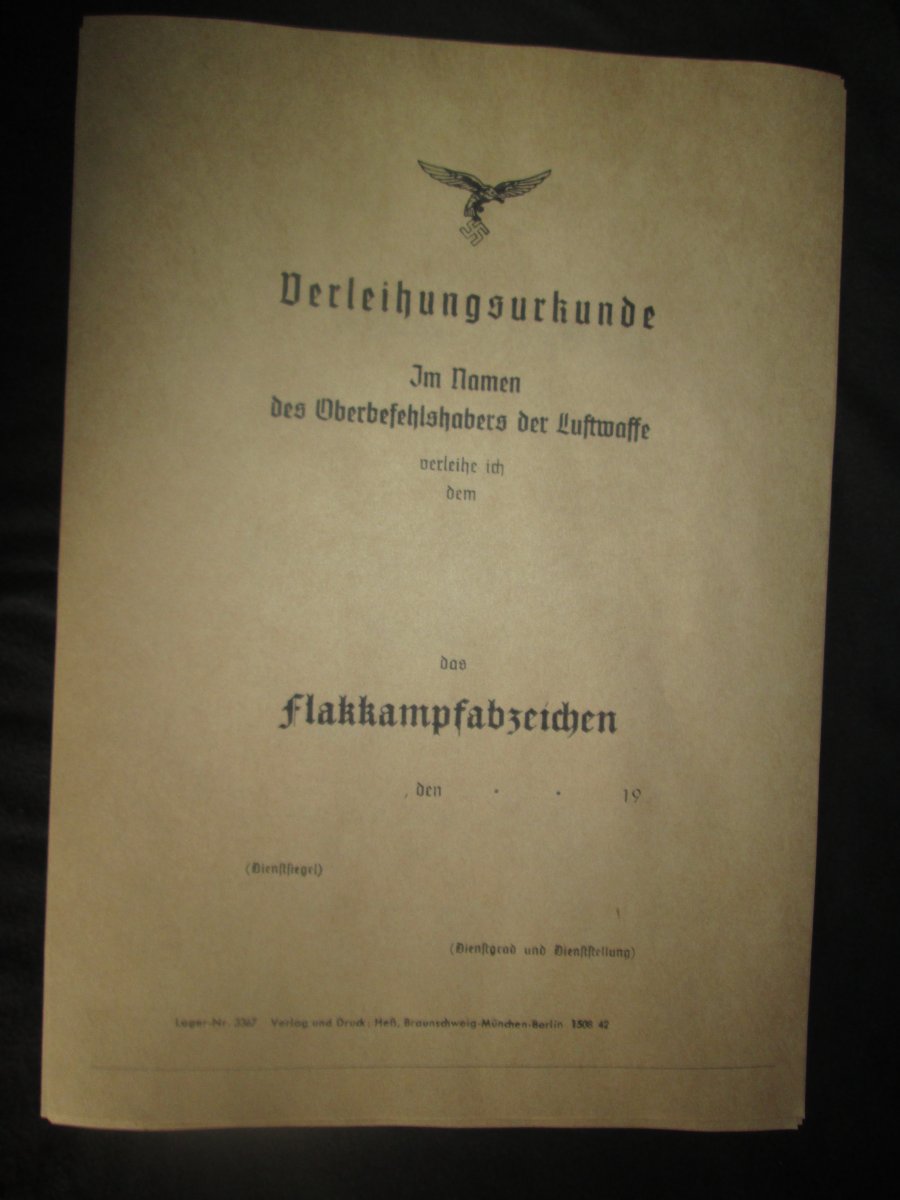 Verleihungsurkunde
Im Namen
des Oberbefehlshabers der Luftwaffe
verleihe ich
dem
das
Flakkampfabzeichen
, den . . 19
(Dienstsiegel)
(Dienstgrad und Dienststellung)
Lager-Nr. 3367 Verlag und Druck: Heß, Braunschweig-München-Berlin 1508 42